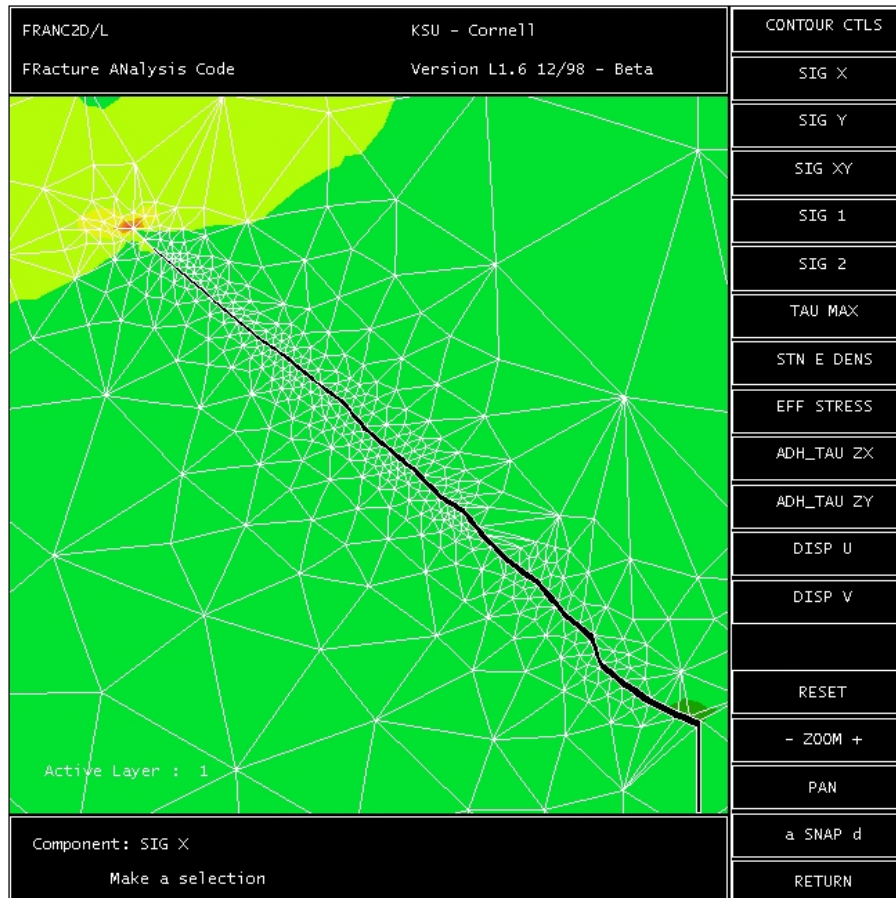 FRANC2D/L KSU - Cornell
FRacture ANalysis Code Version L1.6 12/98 - Beta
CONTOUR CTLS
SIG X
SIG Y
SIG XY
SIG 1
SIG 2
TAU MAX
STN E DENS
EFF STRESS
ADH_TAU ZX
ADH_TAU ZY
DISP U
DISP V
RESET
- ZOOM +
PAN
a SNAP d
RETURN
Active Layer : 1
Component: SIG X
Make a selection